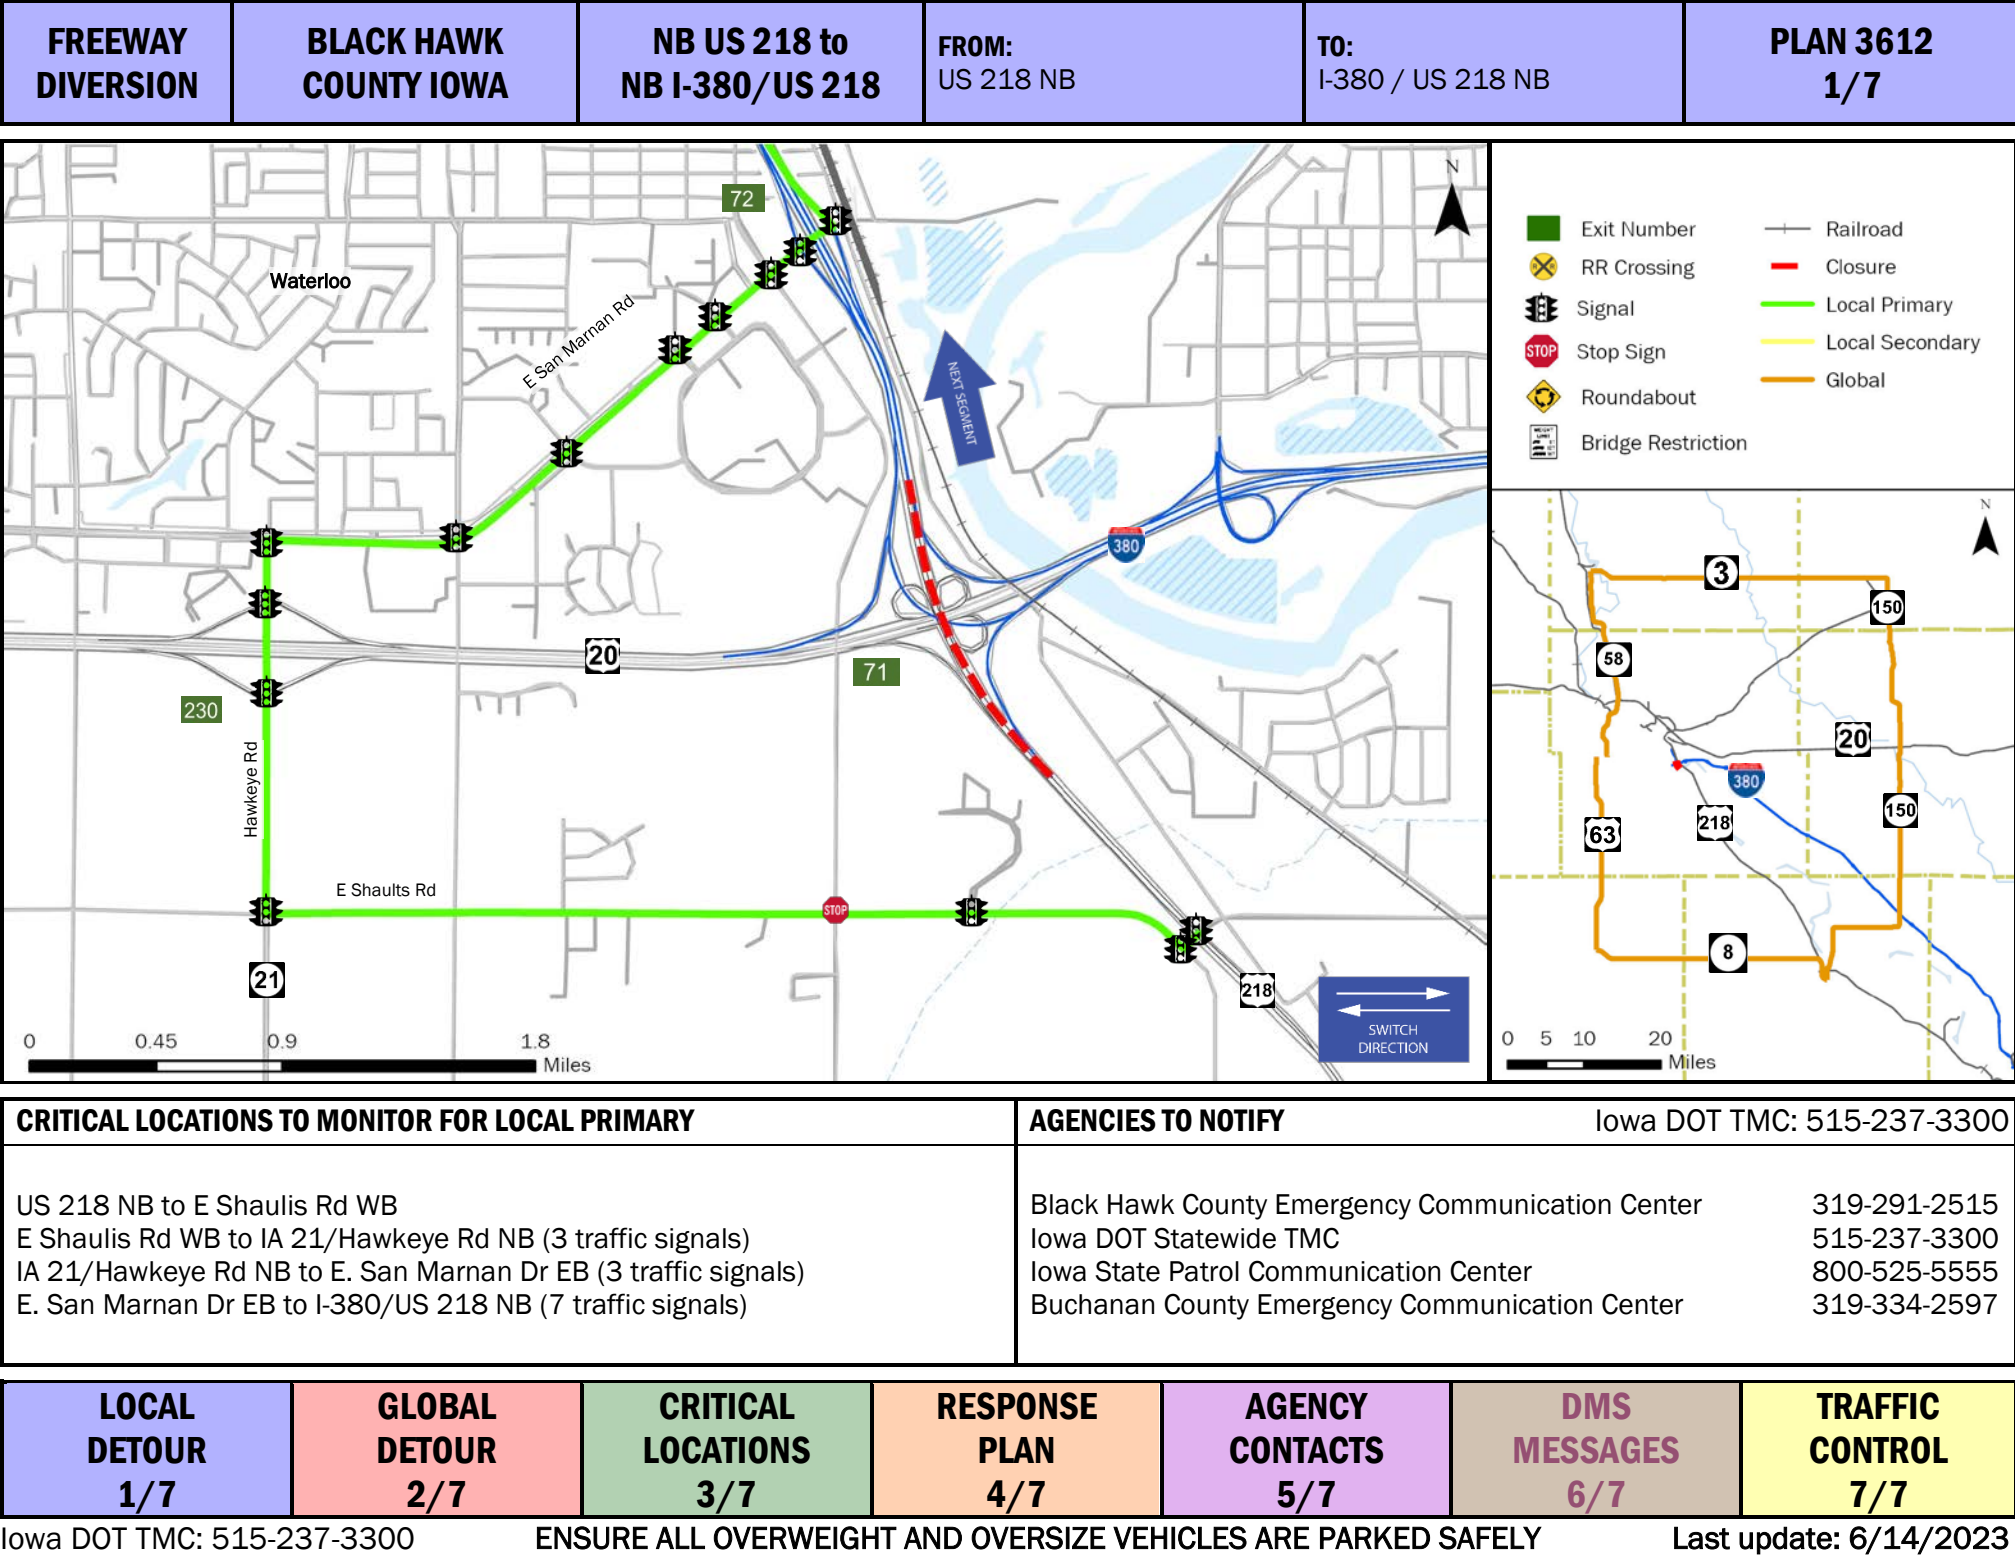 FREEWAY
DIVERSION
BLACK HAWK
COUNTY IOWA
NB US 218 to
NB I-380/US 218
FROM:
US 218 NB
TO:
I-380 / US 218 NB
PLAN 3612
1/7
72
Waterloo
E San Marnan Rd
NEXT SEGMENT
N
380
20
71
230
Hawkeye Rd
E Shaults Rd
STOP
21
218
0 0.45 0.9 1.8
Miles
SWITCH
DIRECTION
Exit Number
RR Crossing
Signal
STOP Stop Sign
Roundabout
WEIGHT
LIMIT
Bridge Restriction
Railroad
Closure
Local Primary
Local Secondary
Global
N
3
150
58
20
380
150
218
63
8
0 5 10 20
Miles
CRITICAL LOCATIONS TO MONITOR FOR LOCAL PRIMARY
US 218 NB to E Shaulis Rd WB
E Shaulis Rd WB to IA 21/Hawkeye Rd NB (3 traffic signals)
IA 21/Hawkeye Rd NB to E. San Marnan Dr EB (3 traffic signals)
E. San Marnan Dr EB to I-380/US 218 NB (7 traffic signals)
AGENCIES TO NOTIFY Iowa DOT TMC: 515-237-3300
Black Hawk County Emergency Communication Center 319-291-2515
Iowa DOT Statewide TMC 515-237-3300
Iowa State Patrol Communication Center 800-525-5555
Buchanan County Emergency Communication Center 319-334-2597
LOCAL
DETOUR
1/7
GLOBAL
DETOUR
2/7
CRITICAL
LOCATIONS
3/7
RESPONSE
PLAN
4/7
AGENCY
CONTACTS
5/7
DMS
MESSAGES
6/7
TRAFFIC
CONTROL
7/7
Iowa DOT TMC: 515-237-3300 ENSURE ALL OVERWEIGHT AND OVERSIZE VEHICLES ARE PARKED SAFELY Last update: 6/14/2023